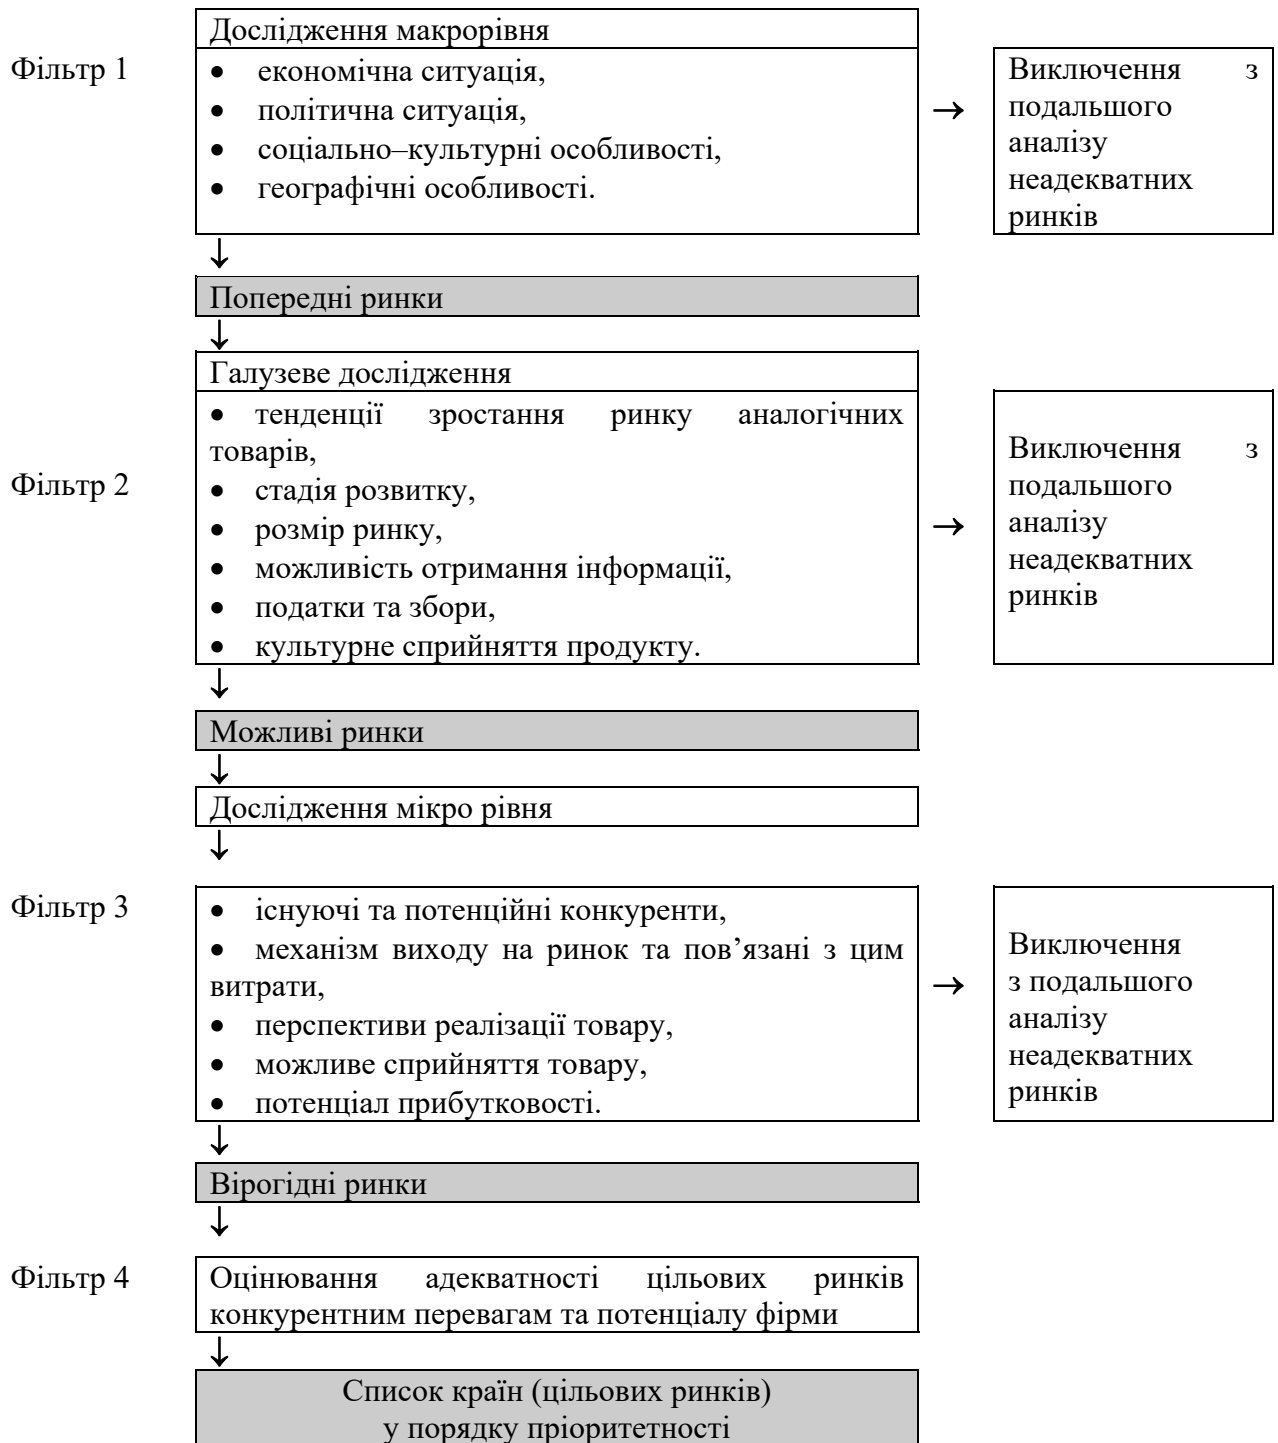 Дослідження макрорівня
Фільтр 1
• економічна ситуація,
• політична ситуація,
• соціально–культурні особливості,
• географічні особливості.
→
Виключення з
подальшого
аналізу
неадекватних
ринків
↓
Попередні ринки
↓
Галузеве дослідження
Фільтр 2
• тенденції зростання ринку аналогічних
товарів,
• стадія розвитку,
• розмір ринку,
• можливість отримання інформації,
• податки та збори,
• культурне сприйняття продукту.
→
Виключення з
подальшого
аналізу
неадекватних
ринків
↓
Можливі ринки
↓
Дослідження мікро рівня
↓
Фільтр 3
• існуючі та потенційні конкуренти,
• механізм виходу на ринок та пов’язані з цим
витрати,
• перспективи реалізації товару,
• можливе сприйняття товару,
• потенціал прибутковості.
→
Виключення
з подальшого
аналізу
неадекватних
ринків
↓
Вірогідні ринки
↓
Фільтр 4
Оцінювання адекватності цільових ринків
конкурентним перевагам та потенціалу фірми
↓
Список країн (цільових ринків)
у порядку пріоритетності